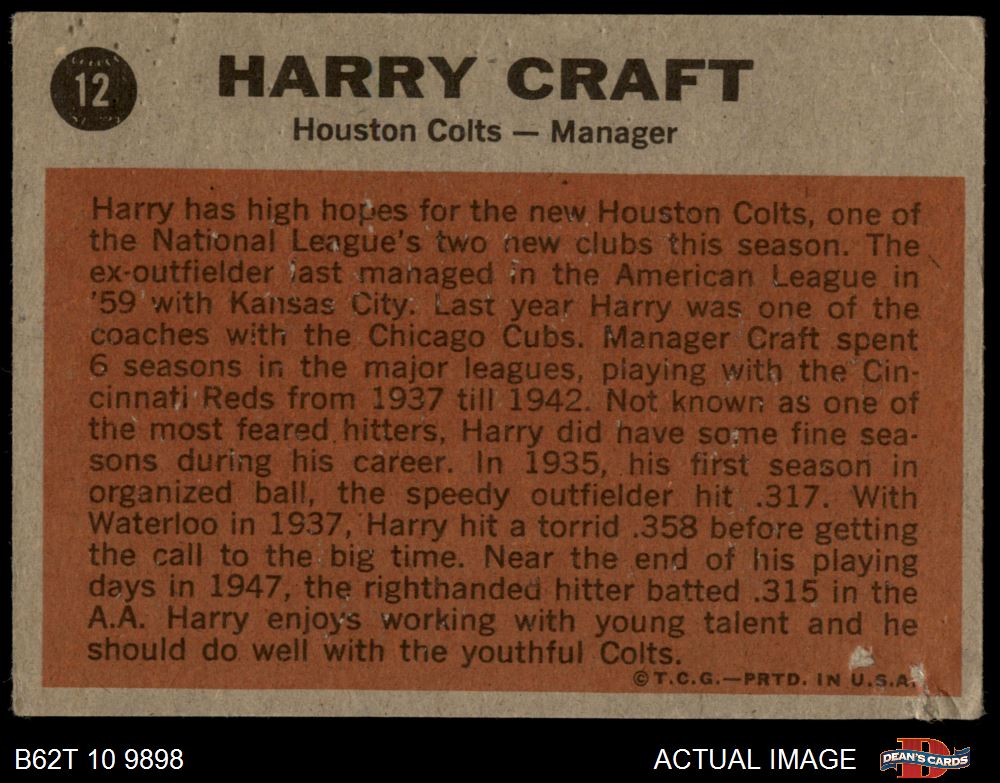 12
HARRY CRAFT
Houston Colts — Manager
Harry has high hopes for the new Houston Colts, one of
the National League's two new clubs this season. The
ex-outfielder last managed in the American League in
'59 with Kansas City. Last year Harry was one of the
coaches with the Chicago Cubs. Manager Craft spent
6 seasons in the major leagues, playing with the Cin-
cinnati Reds from 1937 till 1942. Not known as one of
the most feared hitters, Harry did have some fine sea-
sons during his career. In 1935, his first season in
organized ball, the speedy outfielder hit .317. With
Waterloo in 1937, Harry hit a torrid .358 before getting
the call to the big time. Near the end of his playing
days in 1947, the righthanded hitter batted .315 in the
A.A. Harry enjoys working with young talent and he
should do well with the youthful Colts.
©T.C.G.—PRTD. IN U.S.A.
B62T 10 9898
ACTUAL IMAGE
D
DEAN'S CARDS